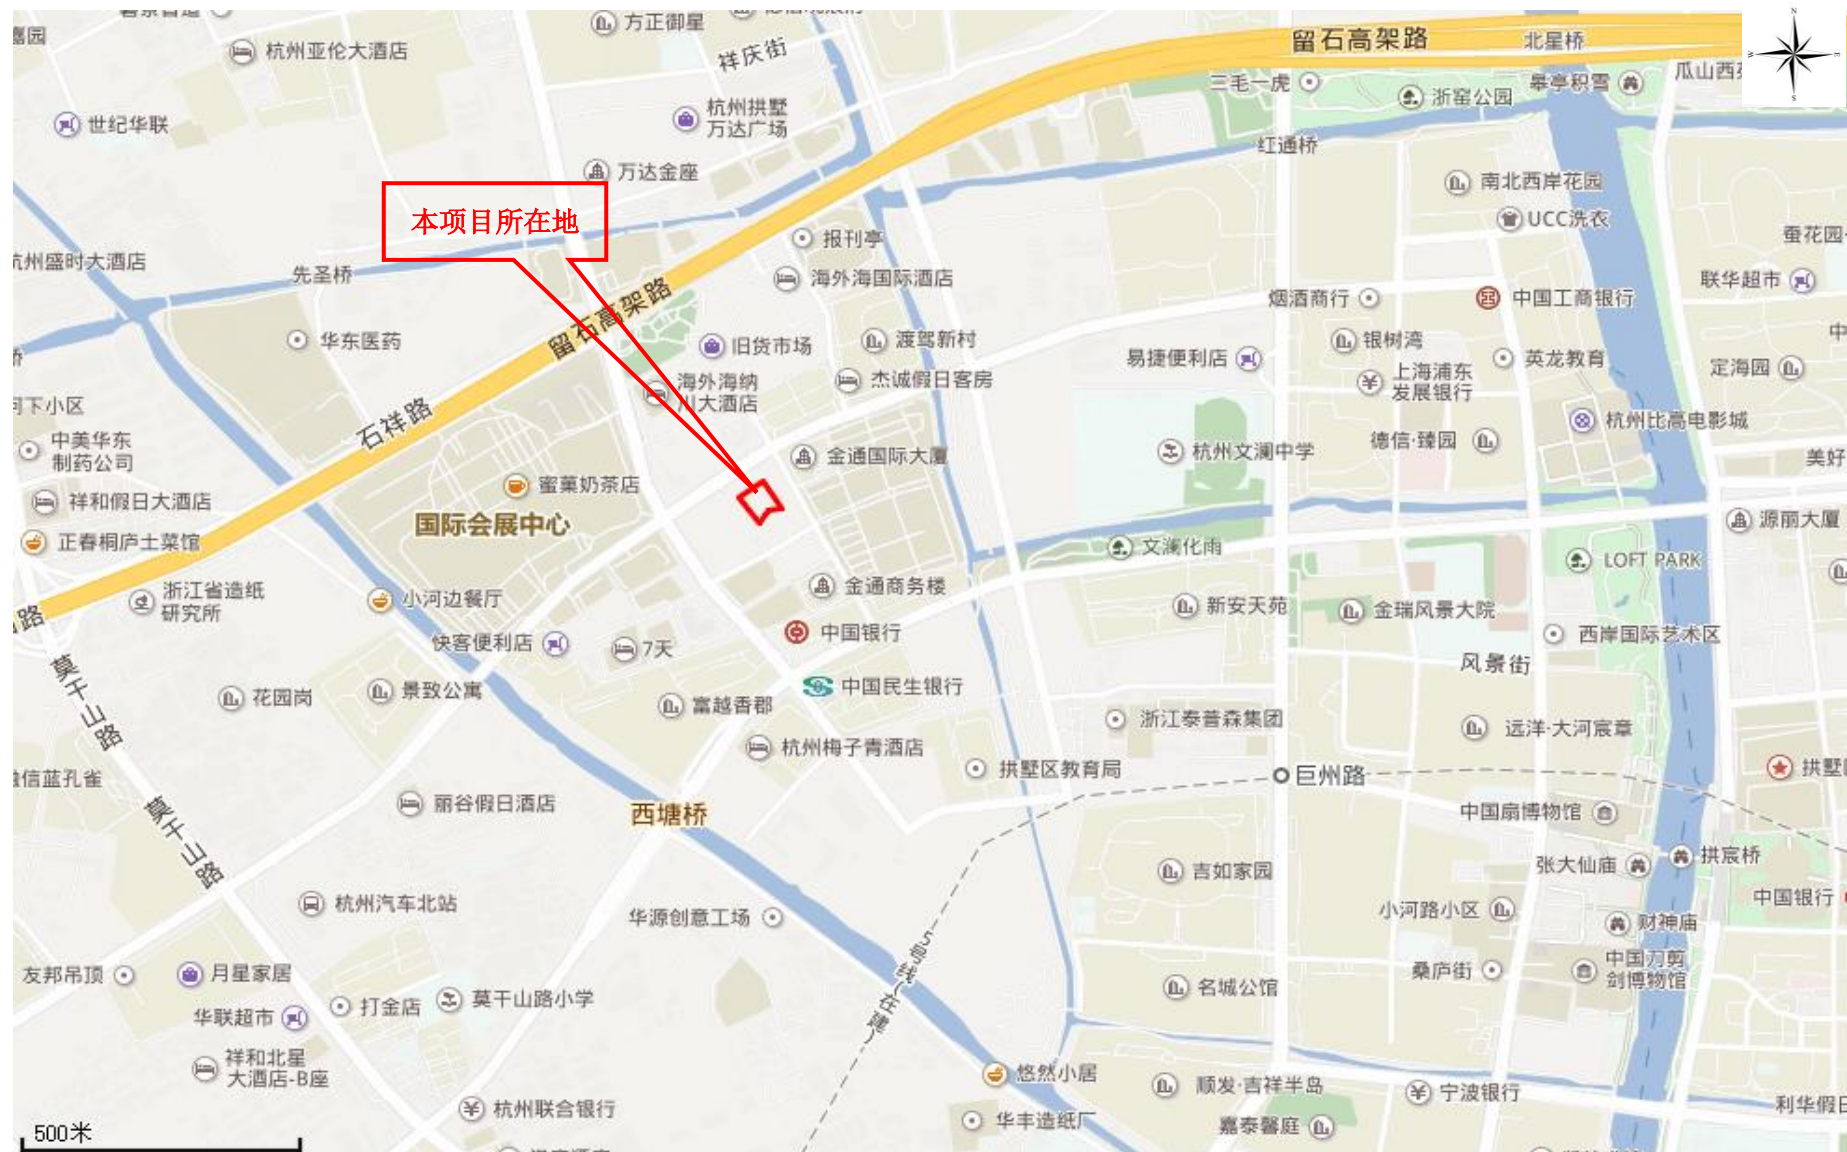 方正御星
祥庆街
留石高架路
北星桥
嘉园
杭州亚伦大酒店
三毛一虎
皋亭积雪
瓜山西
浙窑公园
杭州拱墅
万达广场
世纪华联
红通桥
万达金座
南北西岸花园
本项目所在地
UCC洗衣
报刊亭
杭州盛时大酒店
先圣桥
海外海国际酒店
联华超市
烟酒商行
中国工商银行
留石高架路
华东医药
旧货市场
渡驾新村
银树湾
易捷便利店
英龙教育
定海园
海外海纳
川大酒店
杰诚假日客房
上海浦东
发展银行
河下小区
石祥路
杭州比高电影城
中美华东
制药公司
金通国际大厦
杭州文澜中学
德信·臻园
美好
祥和假日大酒店
蜜菓奶茶店
国际会展中心
源丽大厦
正春桐庐土菜馆
文澜化雨
LOFT PARK
浙江省造纸
研究所
小河边餐厅
金通商务楼
新安天苑
金瑞风景大院
路
快客便利店
7天
中国银行
西岸国际艺术区
风景街
莫干山路
花园岗
景致公寓
富越香郡
中国民生银行
浙江泰普森集团
远洋·大河宸章
杭州梅子青酒店
拱墅区教育局
巨州路
拱墅
信蓝孔雀
莫干山路
丽谷假日酒店
西塘桥
中国扇博物馆
张大仙庙
拱宸桥
吉如家园
中国银行
杭州汽车北站
华源创意工场
小河路小区
财神庙
5号线(在建)
友邦吊顶
月星家居
莫干山路小学
名城公馆
桑庐街
中国刀剪
剑博物馆
华联超市
打金店
祥和北星
大酒店-B座
悠然小居
顺发·吉祥半岛
宁波银行
杭州联合银行
华丰造纸厂
嘉泰馨庭
利华假日
500米